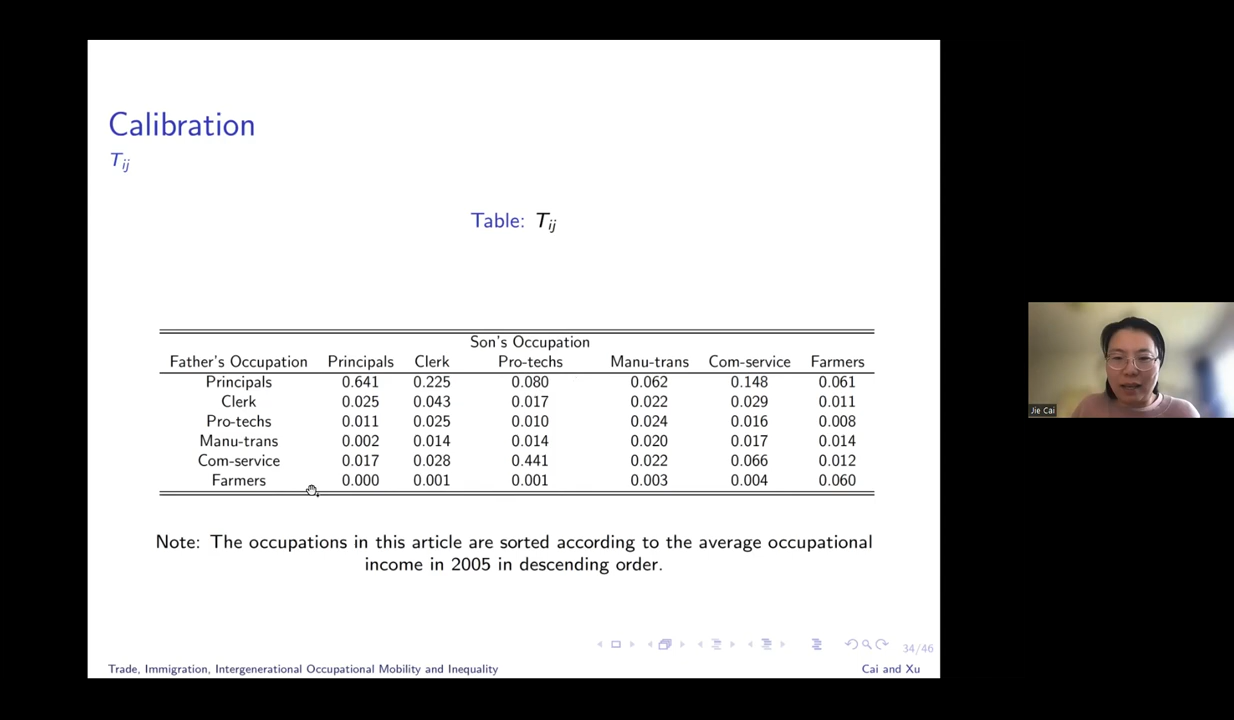 Calibration
Tij
Table: Tij
Son's Occupation
Father's Occupation Principals Clerk Pro-techs Manu-trans Com-service Farmers
Principals 0.641 0.225 0.080 0.062 0.148 0.061
Clerk 0.025 0.043 0.017 0.022 0.029 0.011
Pro-techs 0.011 0.025 0.010 0.024 0.016 0.008
Manu-trans 0.002 0.014 0.014 0.020 0.017 0.014
Com-service 0.017 0.028 0.441 0.022 0.066 0.012
Farmers 0.000 0.001 0.001 0.003 0.004 0.060
Note: The occupations in this article are sorted according to the average occupational
income in 2005 in descending order.
34/46
Trade, Immigration, Intergenerational Occupational Mobility and Inequality Cai and Xu
Jie Cai